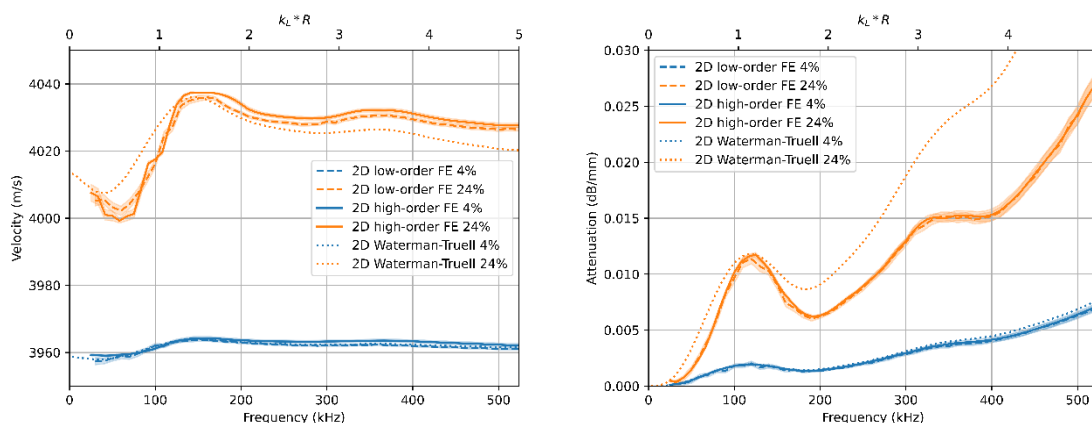 k_L * R
0 1 2 3 4 5
4040
4020
4000
3980
3960
Velocity (m/s)
2D low-order FE 4%
2D low-order FE 24%
2D high-order FE 4%
2D high-order FE 24%
2D Waterman-Truell 4%
2D Waterman-Truell 24%
0 100 200 300 400 500
Frequency (kHz)
k_L * R
0 1 2 3 4
0.030
0.025
0.020
0.015
0.010
0.005
0.000
Attenuation (dB/mm)
2D low-order FE 4%
2D low-order FE 24%
2D high-order FE 4%
2D high-order FE 24%
2D Waterman-Truell 4%
2D Waterman-Truell 24%
0 100 200 300 400 500
Frequency (kHz)